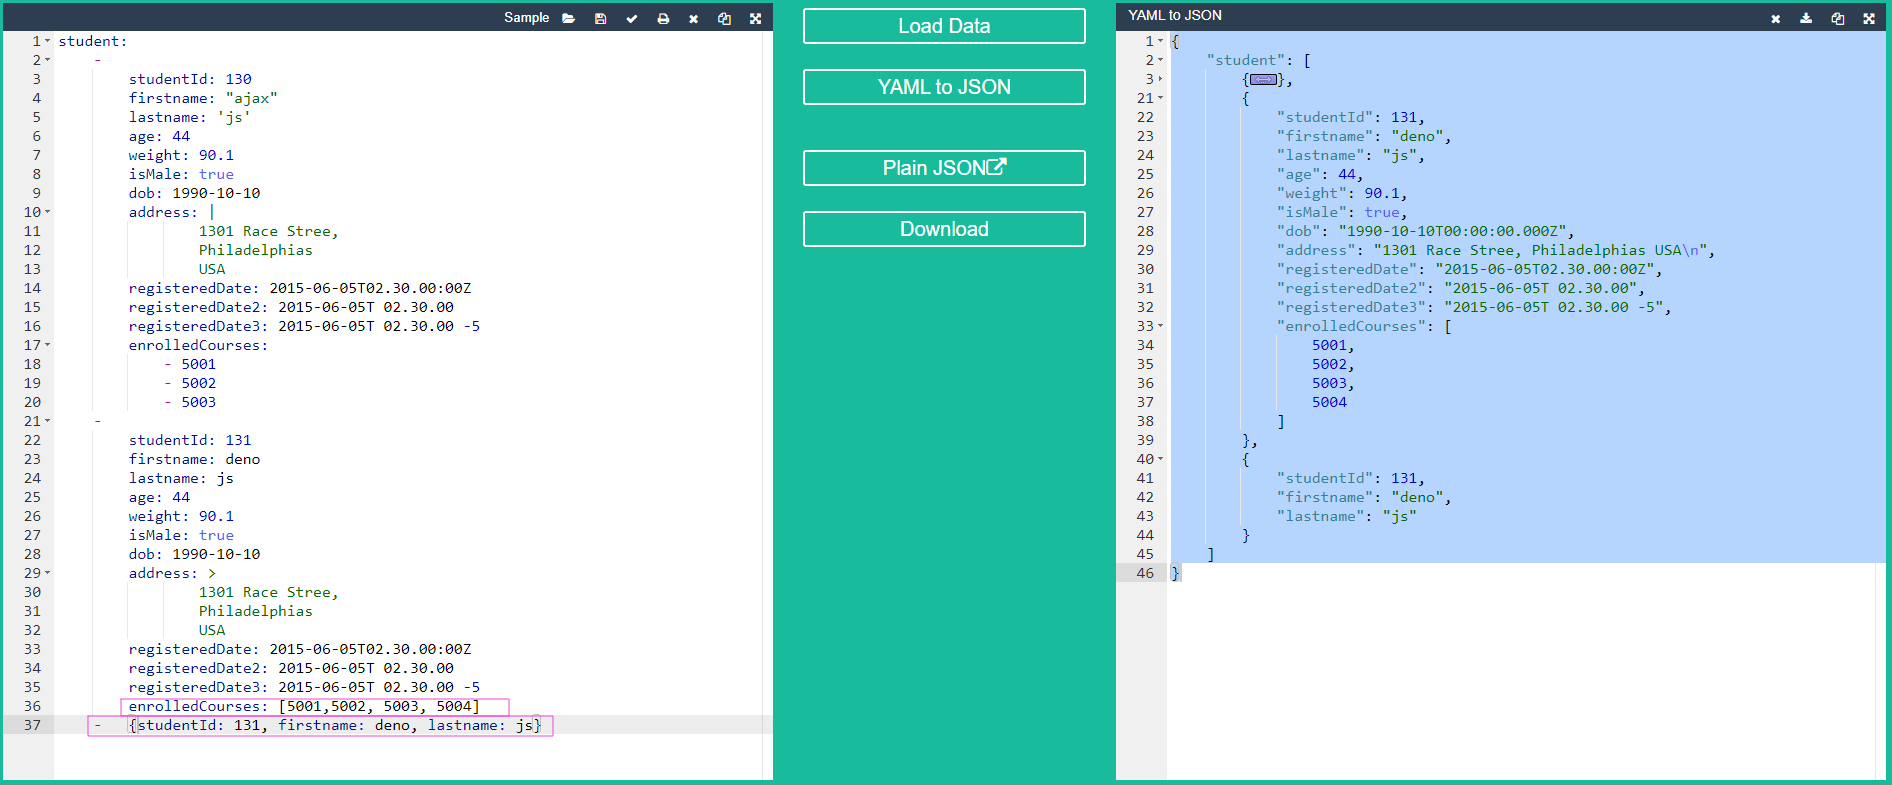 Sample
1 student:
2     -
3         studentId: 130
4         firstname: "ajax"
5         lastname: 'js'
6         age: 44
7         weight: 90.1
8         isMale: true
9         dob: 1990-10-10
10         address: |
11                 1301 Race Stree,
12                 Philadelphias
13                 USA
14         registeredDate: 2015-06-05T02.30.00:00Z
15         registeredDate2: 2015-06-05T 02.30.00
16         registeredDate3: 2015-06-05T 02.30.00 -5
17         enrolledCourses:
18             - 5001
19             - 5002
20             - 5003
21     -
22         studentId: 131
23         firstname: deno
24         lastname: js
25         age: 44
26         weight: 90.1
27         isMale: true
28         dob: 1990-10-10
29         address: >
30                 1301 Race Stree,
31                 Philadelphias
32                 USA
33         registeredDate: 2015-06-05T02.30.00:00Z
34         registeredDate2: 2015-06-05T 02.30.00
35         registeredDate3: 2015-06-05T 02.30.00 -5
36         enrolledCourses: [5001,5002, 5003, 5004]
37     -   {studentId: 131, firstname: deno, lastname: js}
Load Data
YAML to JSON
Plain JSON
Download
YAML to JSON
1 {
2     "student": [
3         {},
21         {
22             "studentId": 131,
23             "firstname": "deno",
24             "lastname": "js",
25             "age": 44,
26             "weight": 90.1,
27             "isMale": true,
28             "dob": "1990-10-10T00:00:00.000Z",
29             "address": "1301 Race Stree, Philadelphias USA\n",
30             "registeredDate": "2015-06-05T02.30.00:00Z",
31             "registeredDate2": "2015-06-05T 02.30.00",
32             "registeredDate3": "2015-06-05T 02.30.00 -5",
33             "enrolledCourses": [
34                 5001,
35                 5002,
36                 5003,
37                 5004
38             ]
39         },
40         {
41             "studentId": 131,
42             "firstname": "deno",
43             "lastname": "js"
44         }
45     ]
46 }